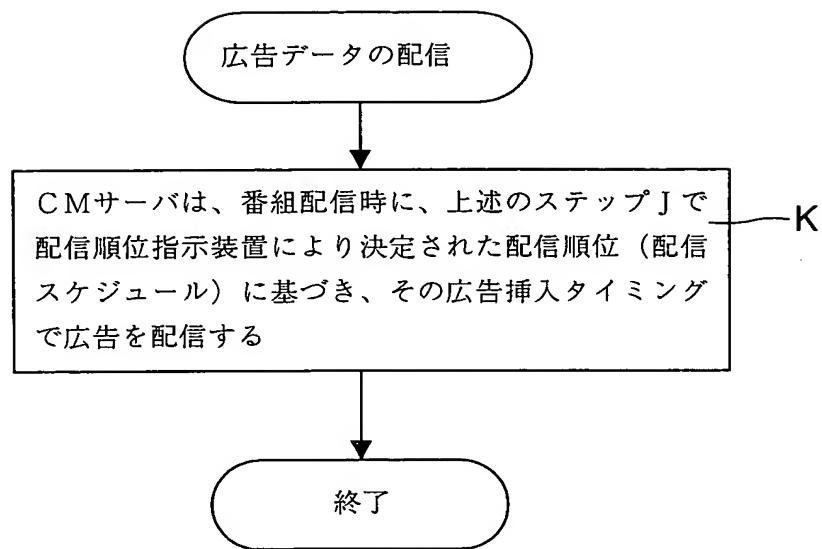 広告データの配信
CMサーバは、番組配信時に、上述のステップJで
配信順位指示装置により決定された配信順位(配信
スケジュール)に基づき、その広告挿入タイミング
で広告を配信する
K
終了